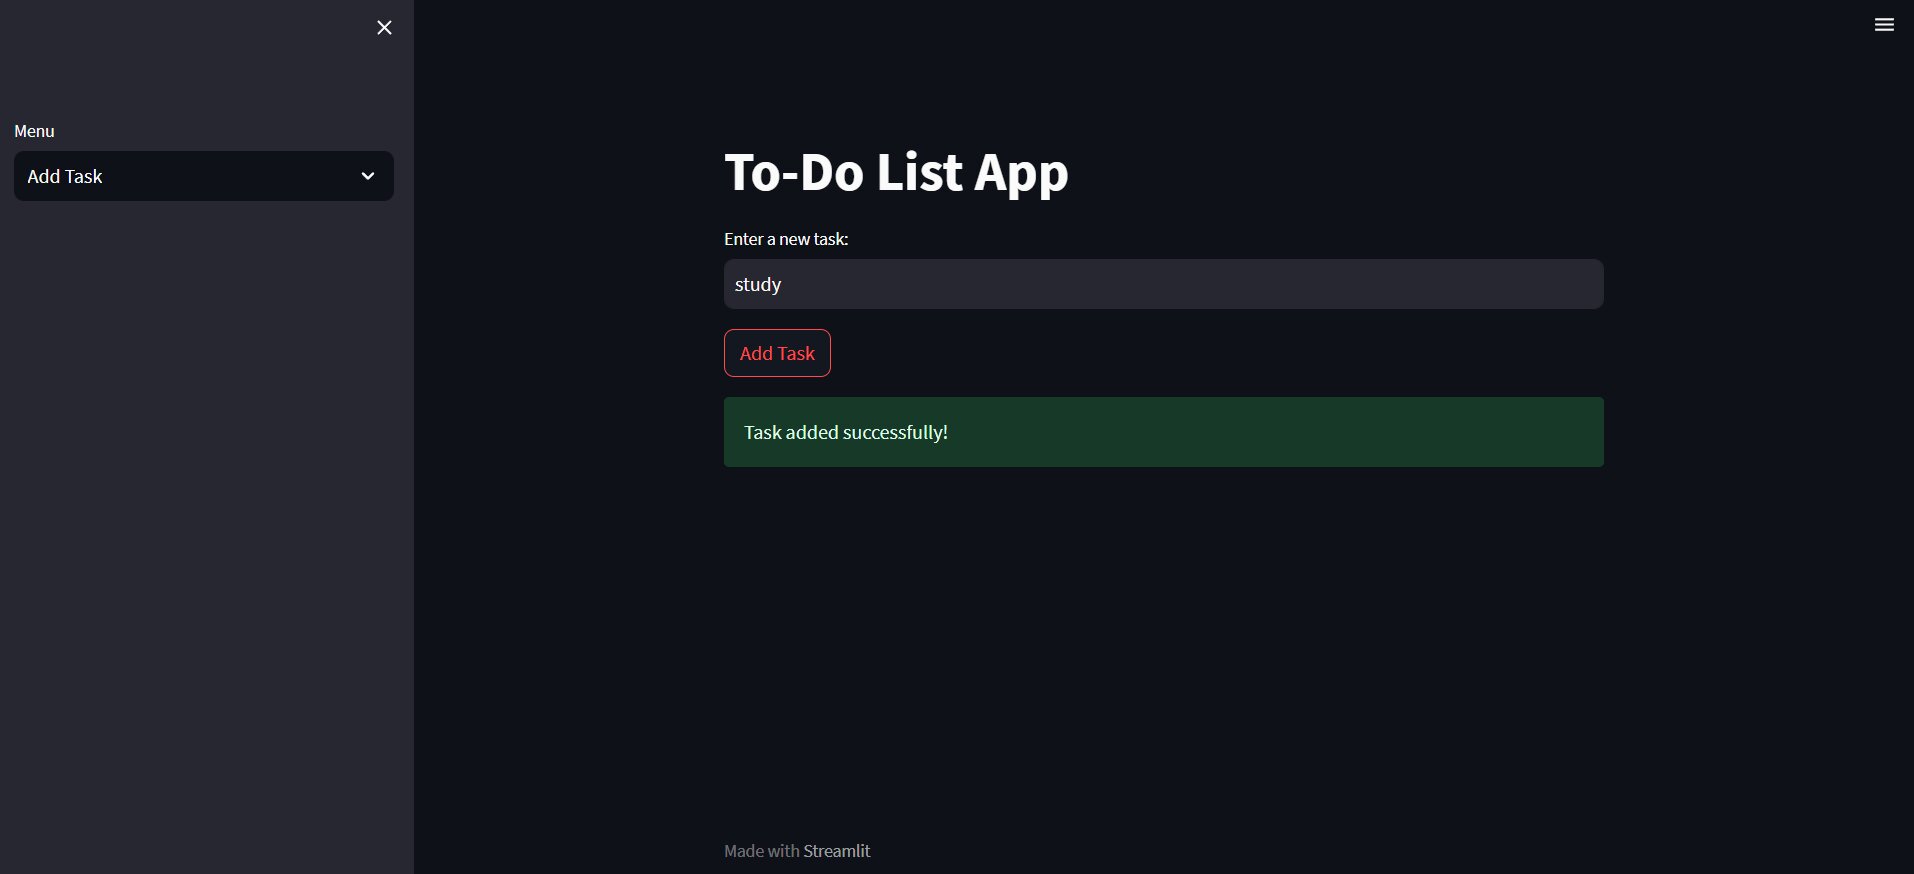 Menu
Add Task
To-Do List App
Enter a new task:
study
Add Task
Task added successfully!
Made with Streamlit